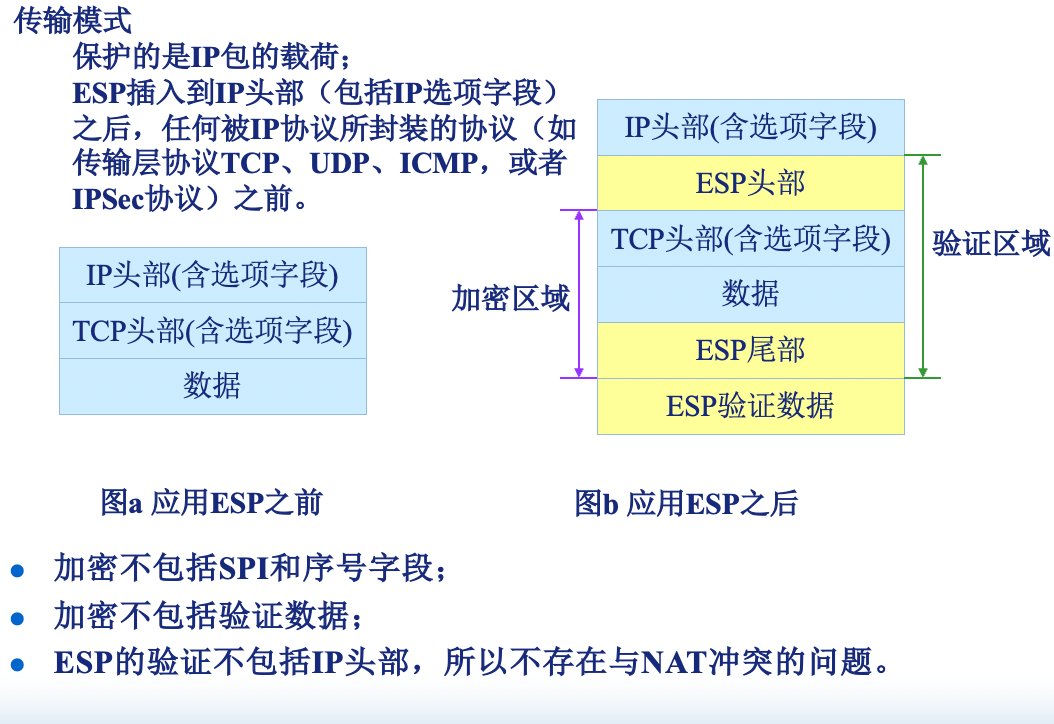 传输模式
保护的是IP包的载荷；
ESP插入到IP头部（包括IP选项字段）
之后，任何被IP协议所封装的协议（如
传输层协议TCP、UDP、ICMP，或者
IPSec协议）之前。
IP头部(含选项字段)
TCP头部(含选项字段)
数据
图a 应用ESP之前
IP头部(含选项字段)
ESP头部
TCP头部(含选项字段)
数据
ESP尾部
ESP验证数据
加密区域
验证区域
图b 应用ESP之后
加密不包括SPI和序号字段；
加密不包括验证数据；
ESP的验证不包括IP头部，所以不存在与NAT冲突的问题。